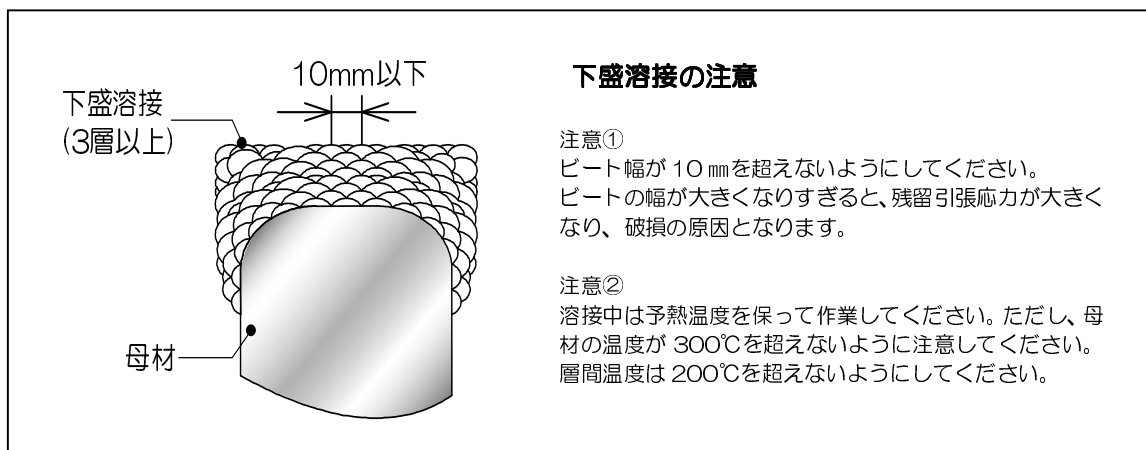 10mm以下
下盛溶接
(3層以上)
母材
下盛溶接の注意
注意①
ビート幅が10㎜を超えないようにしてください。
ビートの幅が大きくなりすぎると、残留引張応力が大きく
なり、破損の原因となります。
注意②
溶接中は予熱温度を保って作業してください。ただし、母
材の温度が300℃を超えないように注意してください。
層間温度は200℃を超えないようにしてください。